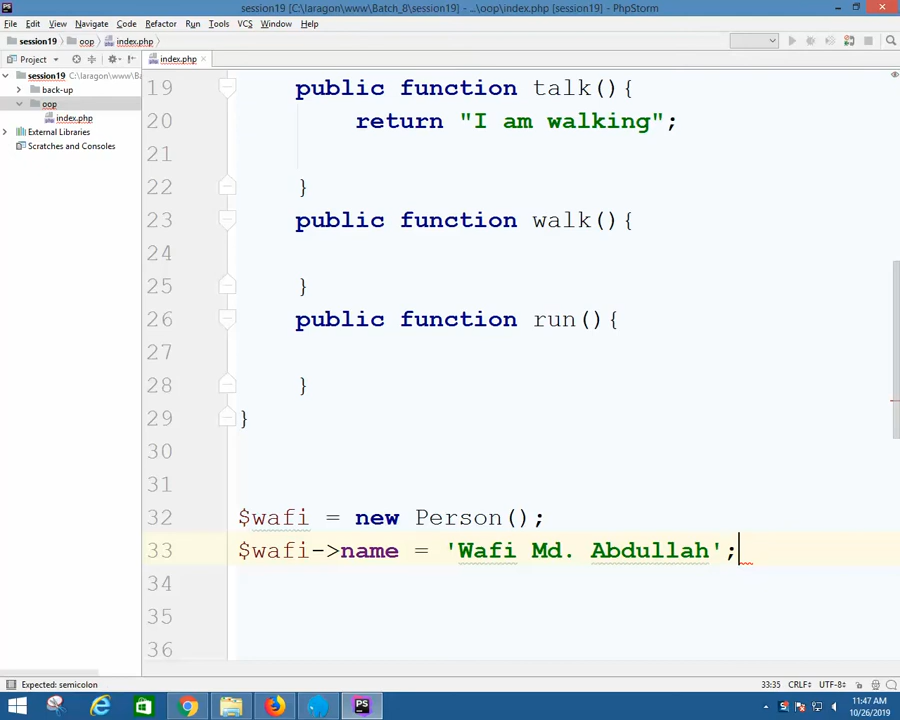 session19 [C:\laragon\www\Batch_8\session19] - ...\oop\index.php [session19] - PhpStorm
File Edit View Navigate Code Refactor Run Tools VCS Window Help
session19 oop index.php
Project index.php
session19 C:\laragon\www\Ba
back-up
oop
index.php
External Libraries
Scratches and Consoles
19 public function talk(){
20 return "I am walking";
21
22 }
23 public function walk(){
24
25 }
26 public function run(){
27
28 }
29 }
30
31
32 $wafi = new Person();
33 $wafi->name = 'Wafi Md. Abdullah';
34
35
36
Expected: semicolon 33:35 CRLF÷ UTF-8÷
PS 11:47 AM
10/26/2019